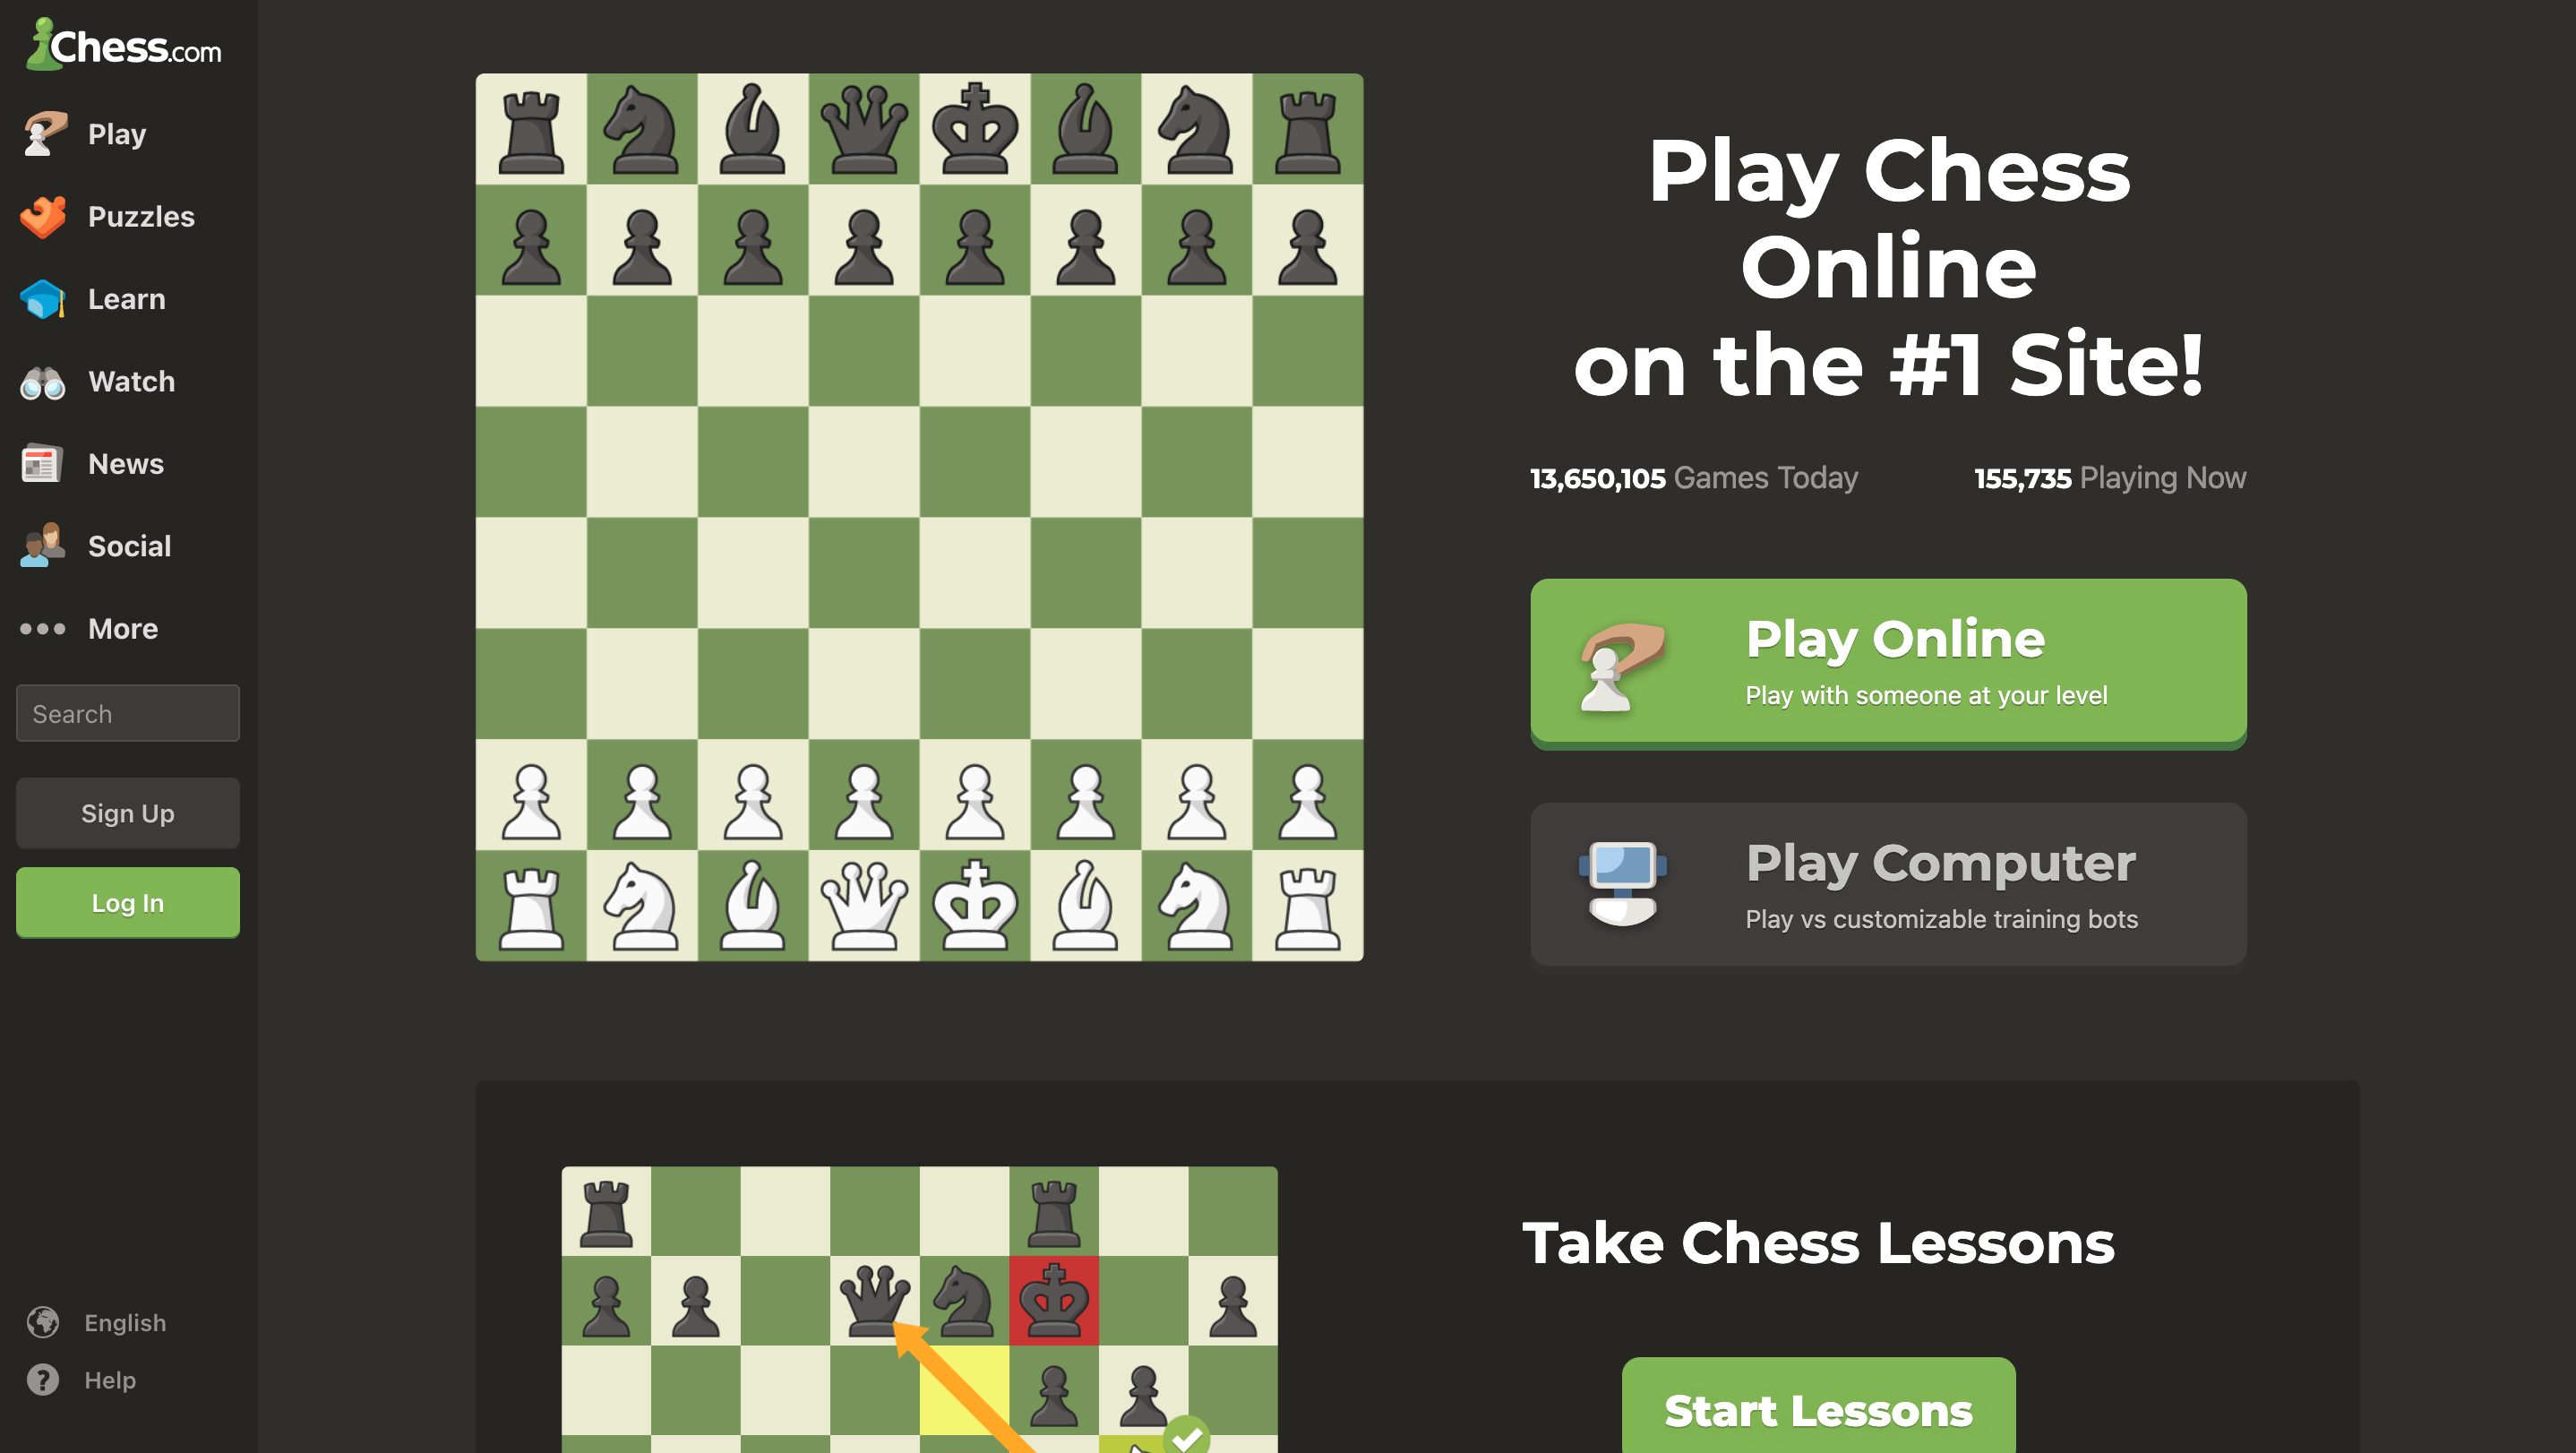 Chess.com
Play
Puzzles
Learn
Watch
News
Social
More
Search
Sign Up
Log In
English
Help
Play Chess
Online
on the #1 Site!
13,650,105 Games Today
155,735 Playing Now
Play Online
Play with someone at your level
Play Computer
Play vs customizable training bots
Take Chess Lessons
Start Lessons